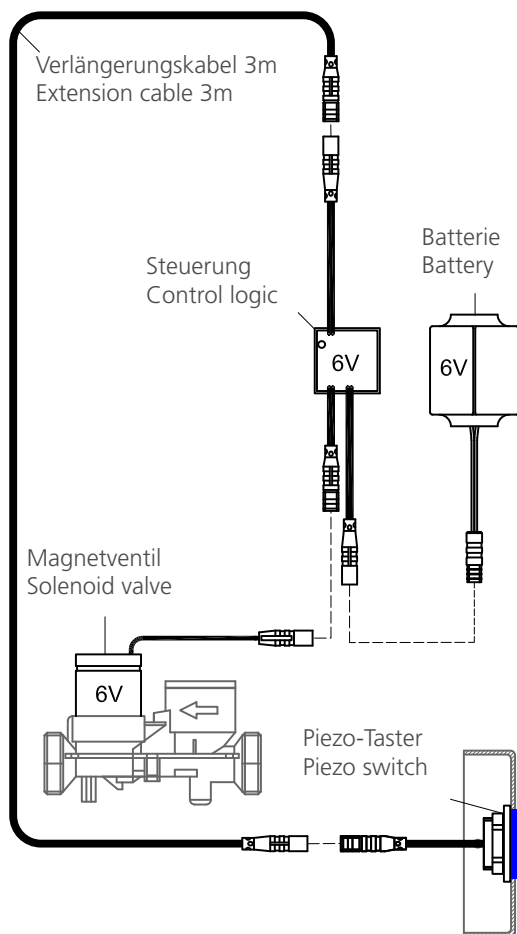 Verlängerungskabel 3m
Extension cable 3m
Batterie
Battery
Steuerung
Control logic
6V
6V
Magnetventil
Solenoid valve
6V
Piezo-Taster
Piezo switch